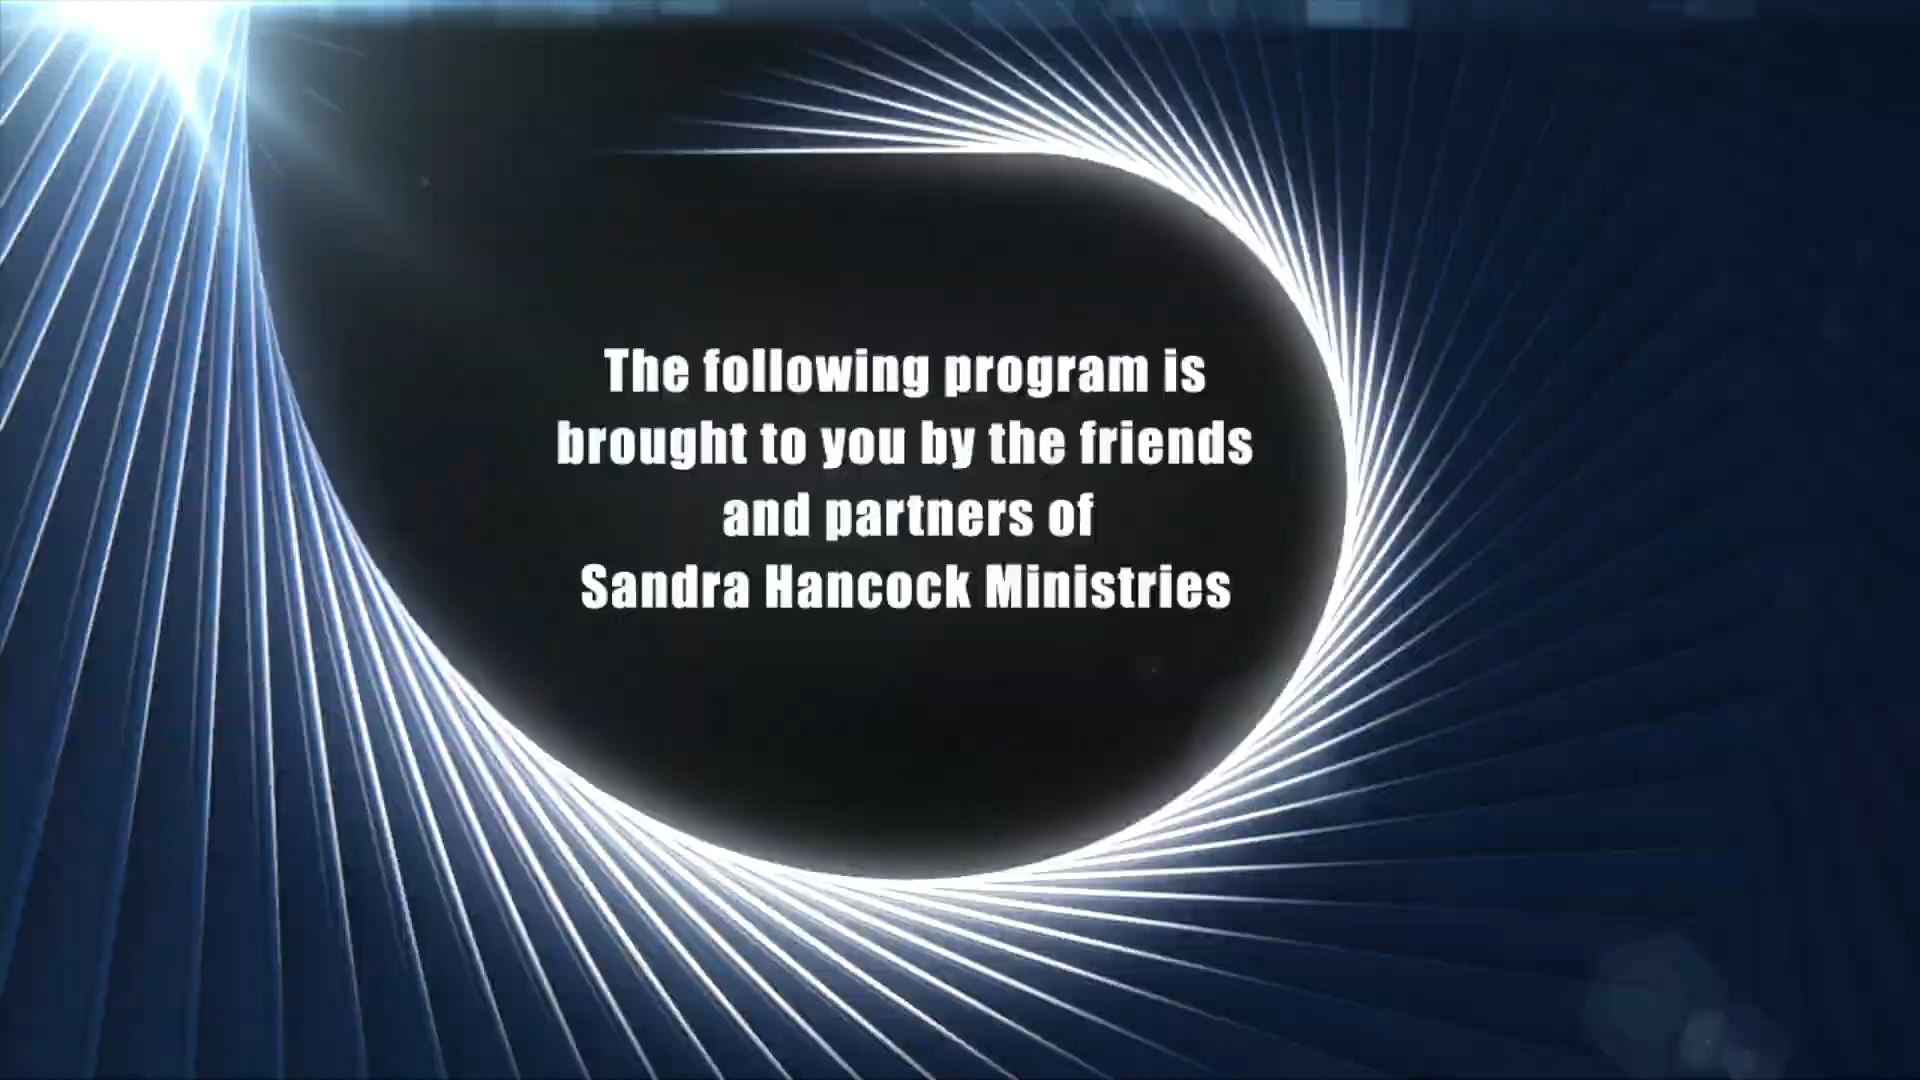 The following program is
brought to you by the friends
and partners of
Sandra Hancock Ministries